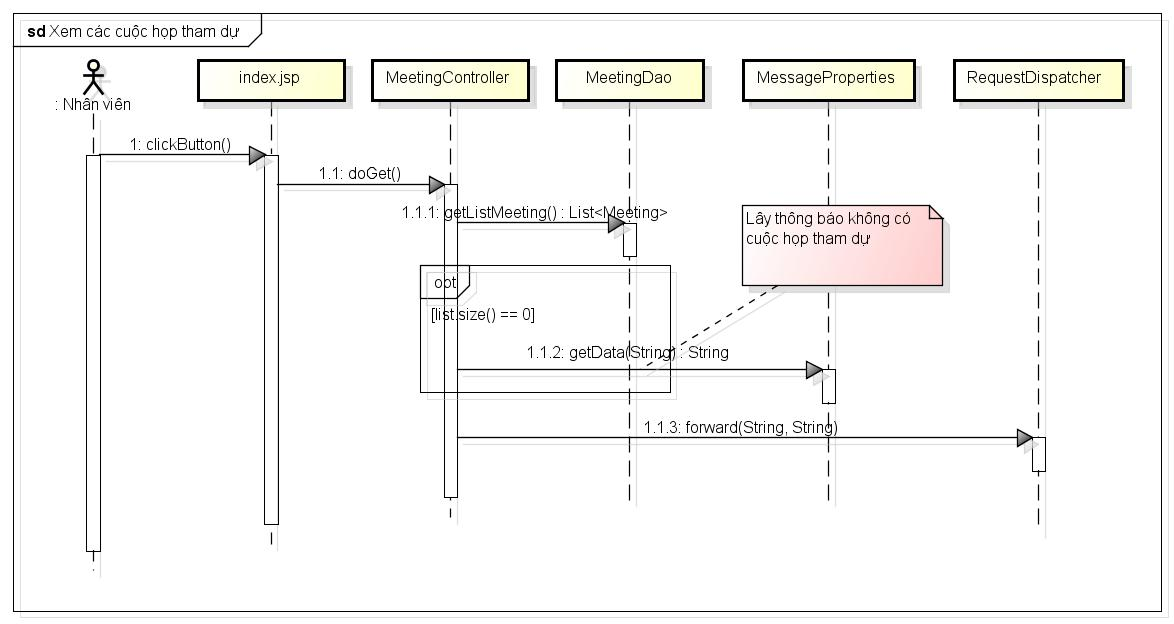 sd Xem các cuộc họp tham dự
: Nhân viên
index.jsp
MeetingController
MeetingDao
MessageProperties
RequestDispatcher
1: clickButton()
1.1: doGet()
1.1.1: getListMeeting() : List<Meeting>
Lây thông báo không có
cuộc họp tham dự
opt
[list.size() == 0]
1.1.2: getData(String) : String
1.1.3: forward(String, String)